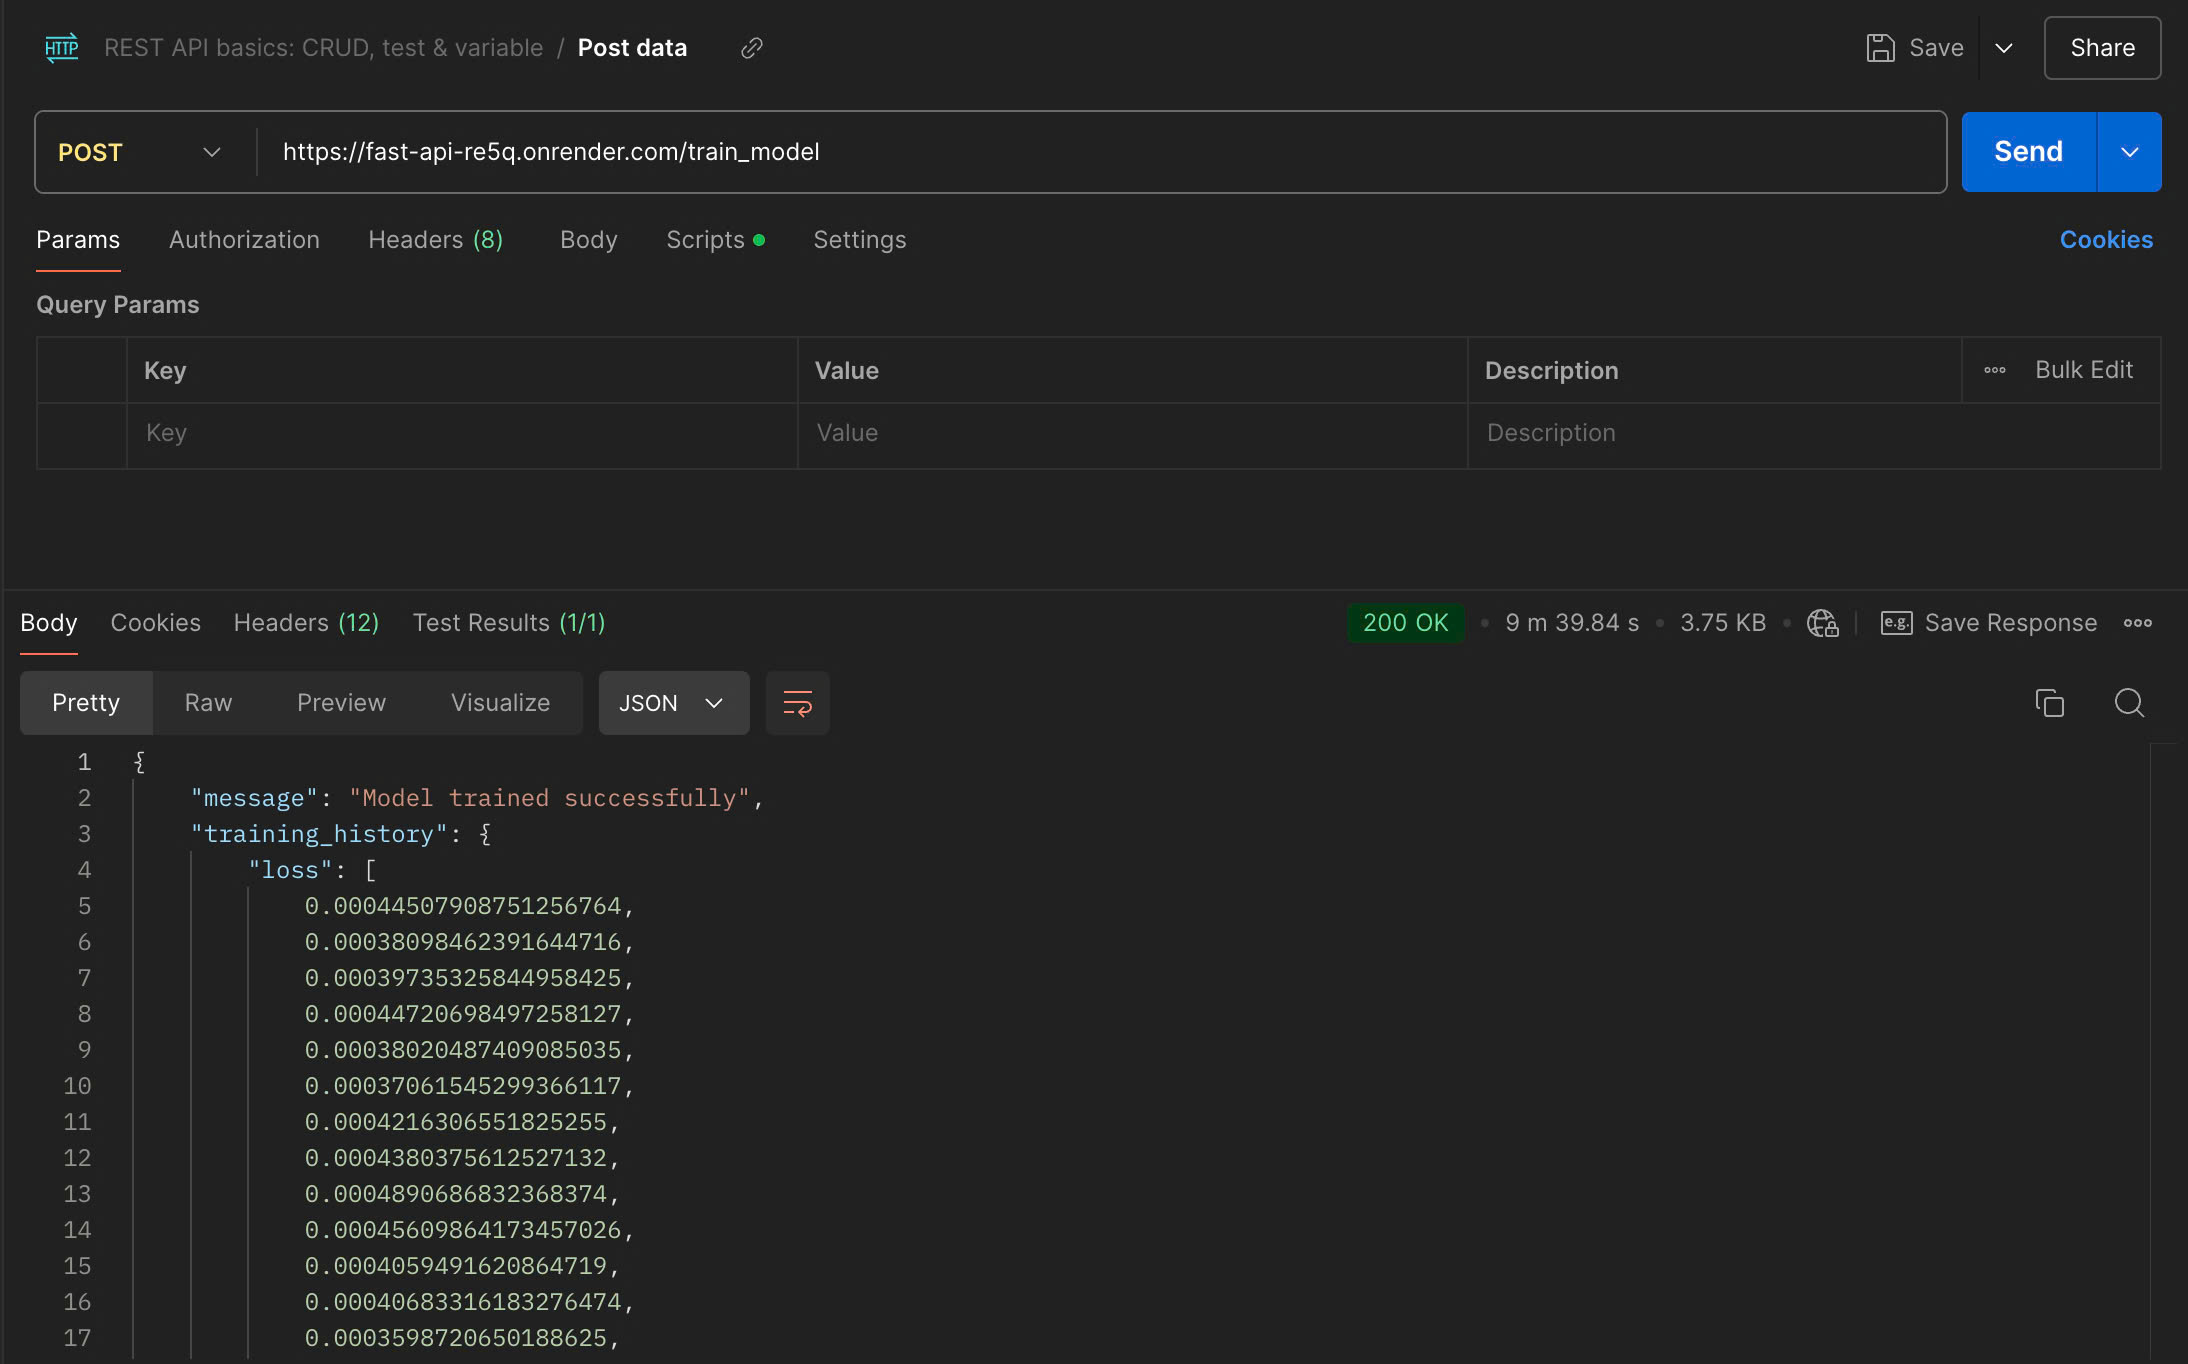 HTTP REST API basics: CRUD, test & variable / Post data Save Share
POST https://fast-api-re5q.onrender.com/train_model Send
Params Authorization Headers (8) Body Scripts Settings Cookies
Query Params
Key Value Description Bulk Edit
Key Value Description
Body Cookies Headers (12) Test Results (1/1) 200 OK 9 m 39.84 s 3.75 KB e.g. Save Response
Pretty Raw Preview Visualize JSON
1 {
2 "message": "Model trained successfully",
3 "training_history": {
4 "loss": [
5 0.00044507908751256764,
6 0.00038098462391644716,
7 0.00039735325844958425,
8 0.00044720698497258127,
9 0.00038020487409085035,
10 0.00037061545299366117,
11 0.0004216306551825255,
12 0.0004380375612527132,
13 0.0004890686832368374,
14 0.00045609864173457026,
15 0.0004059491620864719,
16 0.00040683316183276474,
17 0.0003598720650188625,